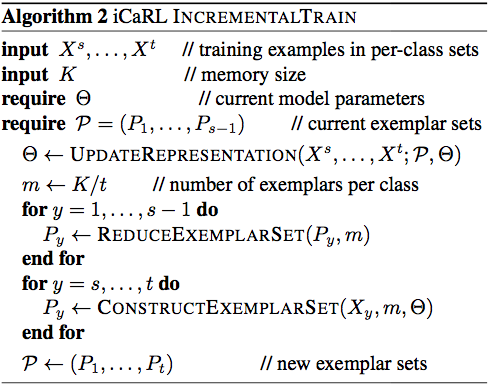 Algorithm 2 iCaRL INCREMENTALTRAIN
input X^s, . . . , X^t // training examples in per-class sets
input K // memory size
require Θ // current model parameters
require 𝒫 = (P_1, . . . , P_{s−1}) // current exemplar sets
Θ ← UPDATEREPRESENTATION(X^s, . . . , X^t; 𝒫, Θ)
m ← K/t // number of exemplars per class
for y = 1, . . . , s − 1 do
P_y ← REDUCEEXEMPLARSET(P_y, m)
end for
for y = s, . . . , t do
P_y ← CONSTRUCTEXEMPLARSET(X_y, m, Θ)
end for
𝒫 ← (P_1, . . . , P_t) // new exemplar sets